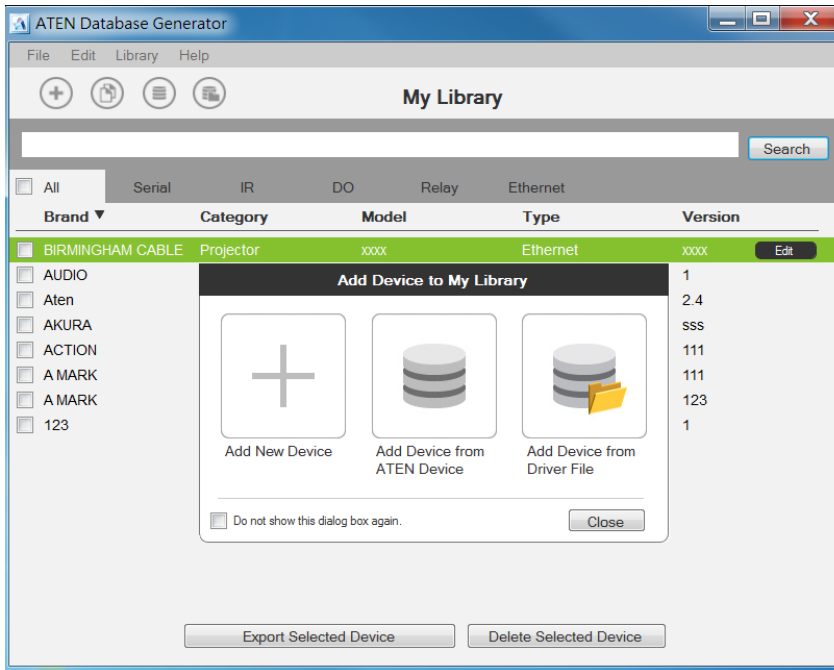 ATEN Database Generator
File Edit Library Help
My Library
Search
All Serial IR DO Relay Ethernet
Brand Category Model Type Version
BIRMINGHAM CABLE Projector xxxx Ethernet xxxx Edit
AUDIO 1
Aten 2.4
AKURA sss
ACTION 111
A MARK 111
A MARK 123
123 1
Add Device to My Library
Add New Device
Add Device from
ATEN Device
Add Device from
Driver File
Do not show this dialog box again.
Close
Export Selected Device Delete Selected Device